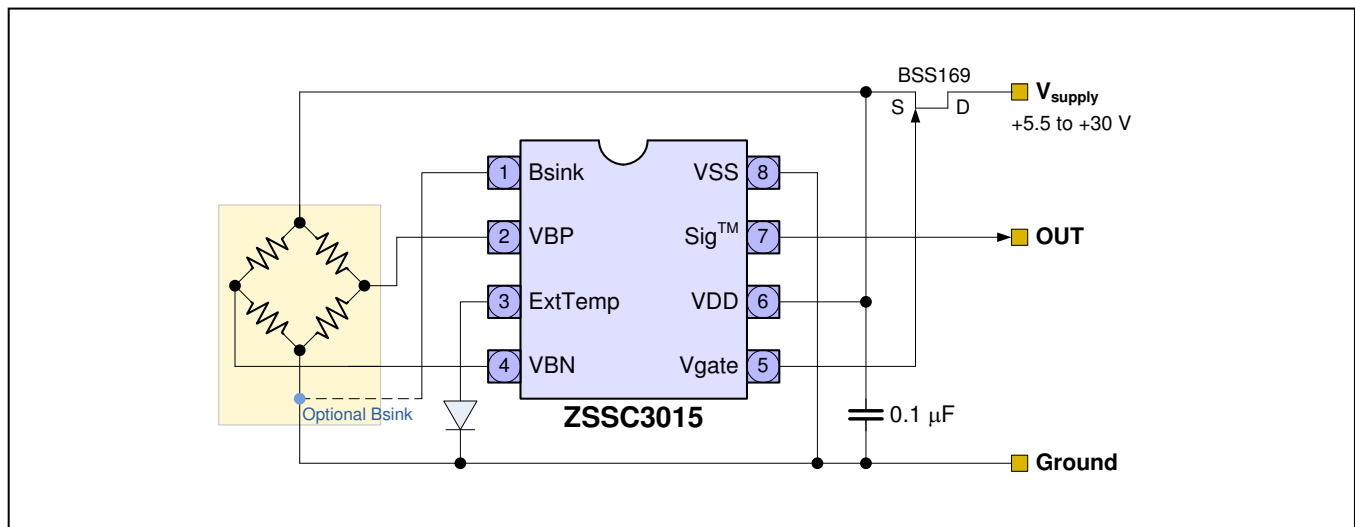 BSS169
S D
V_supply
+5.5 to +30 V
1 Bsink
VSS 8
2 VBP
Sig™ 7
OUT
3 ExtTemp
VDD 6
4 VBN
Vgate 5
Optional Bsink
ZSSC3015
0.1 µF
Ground